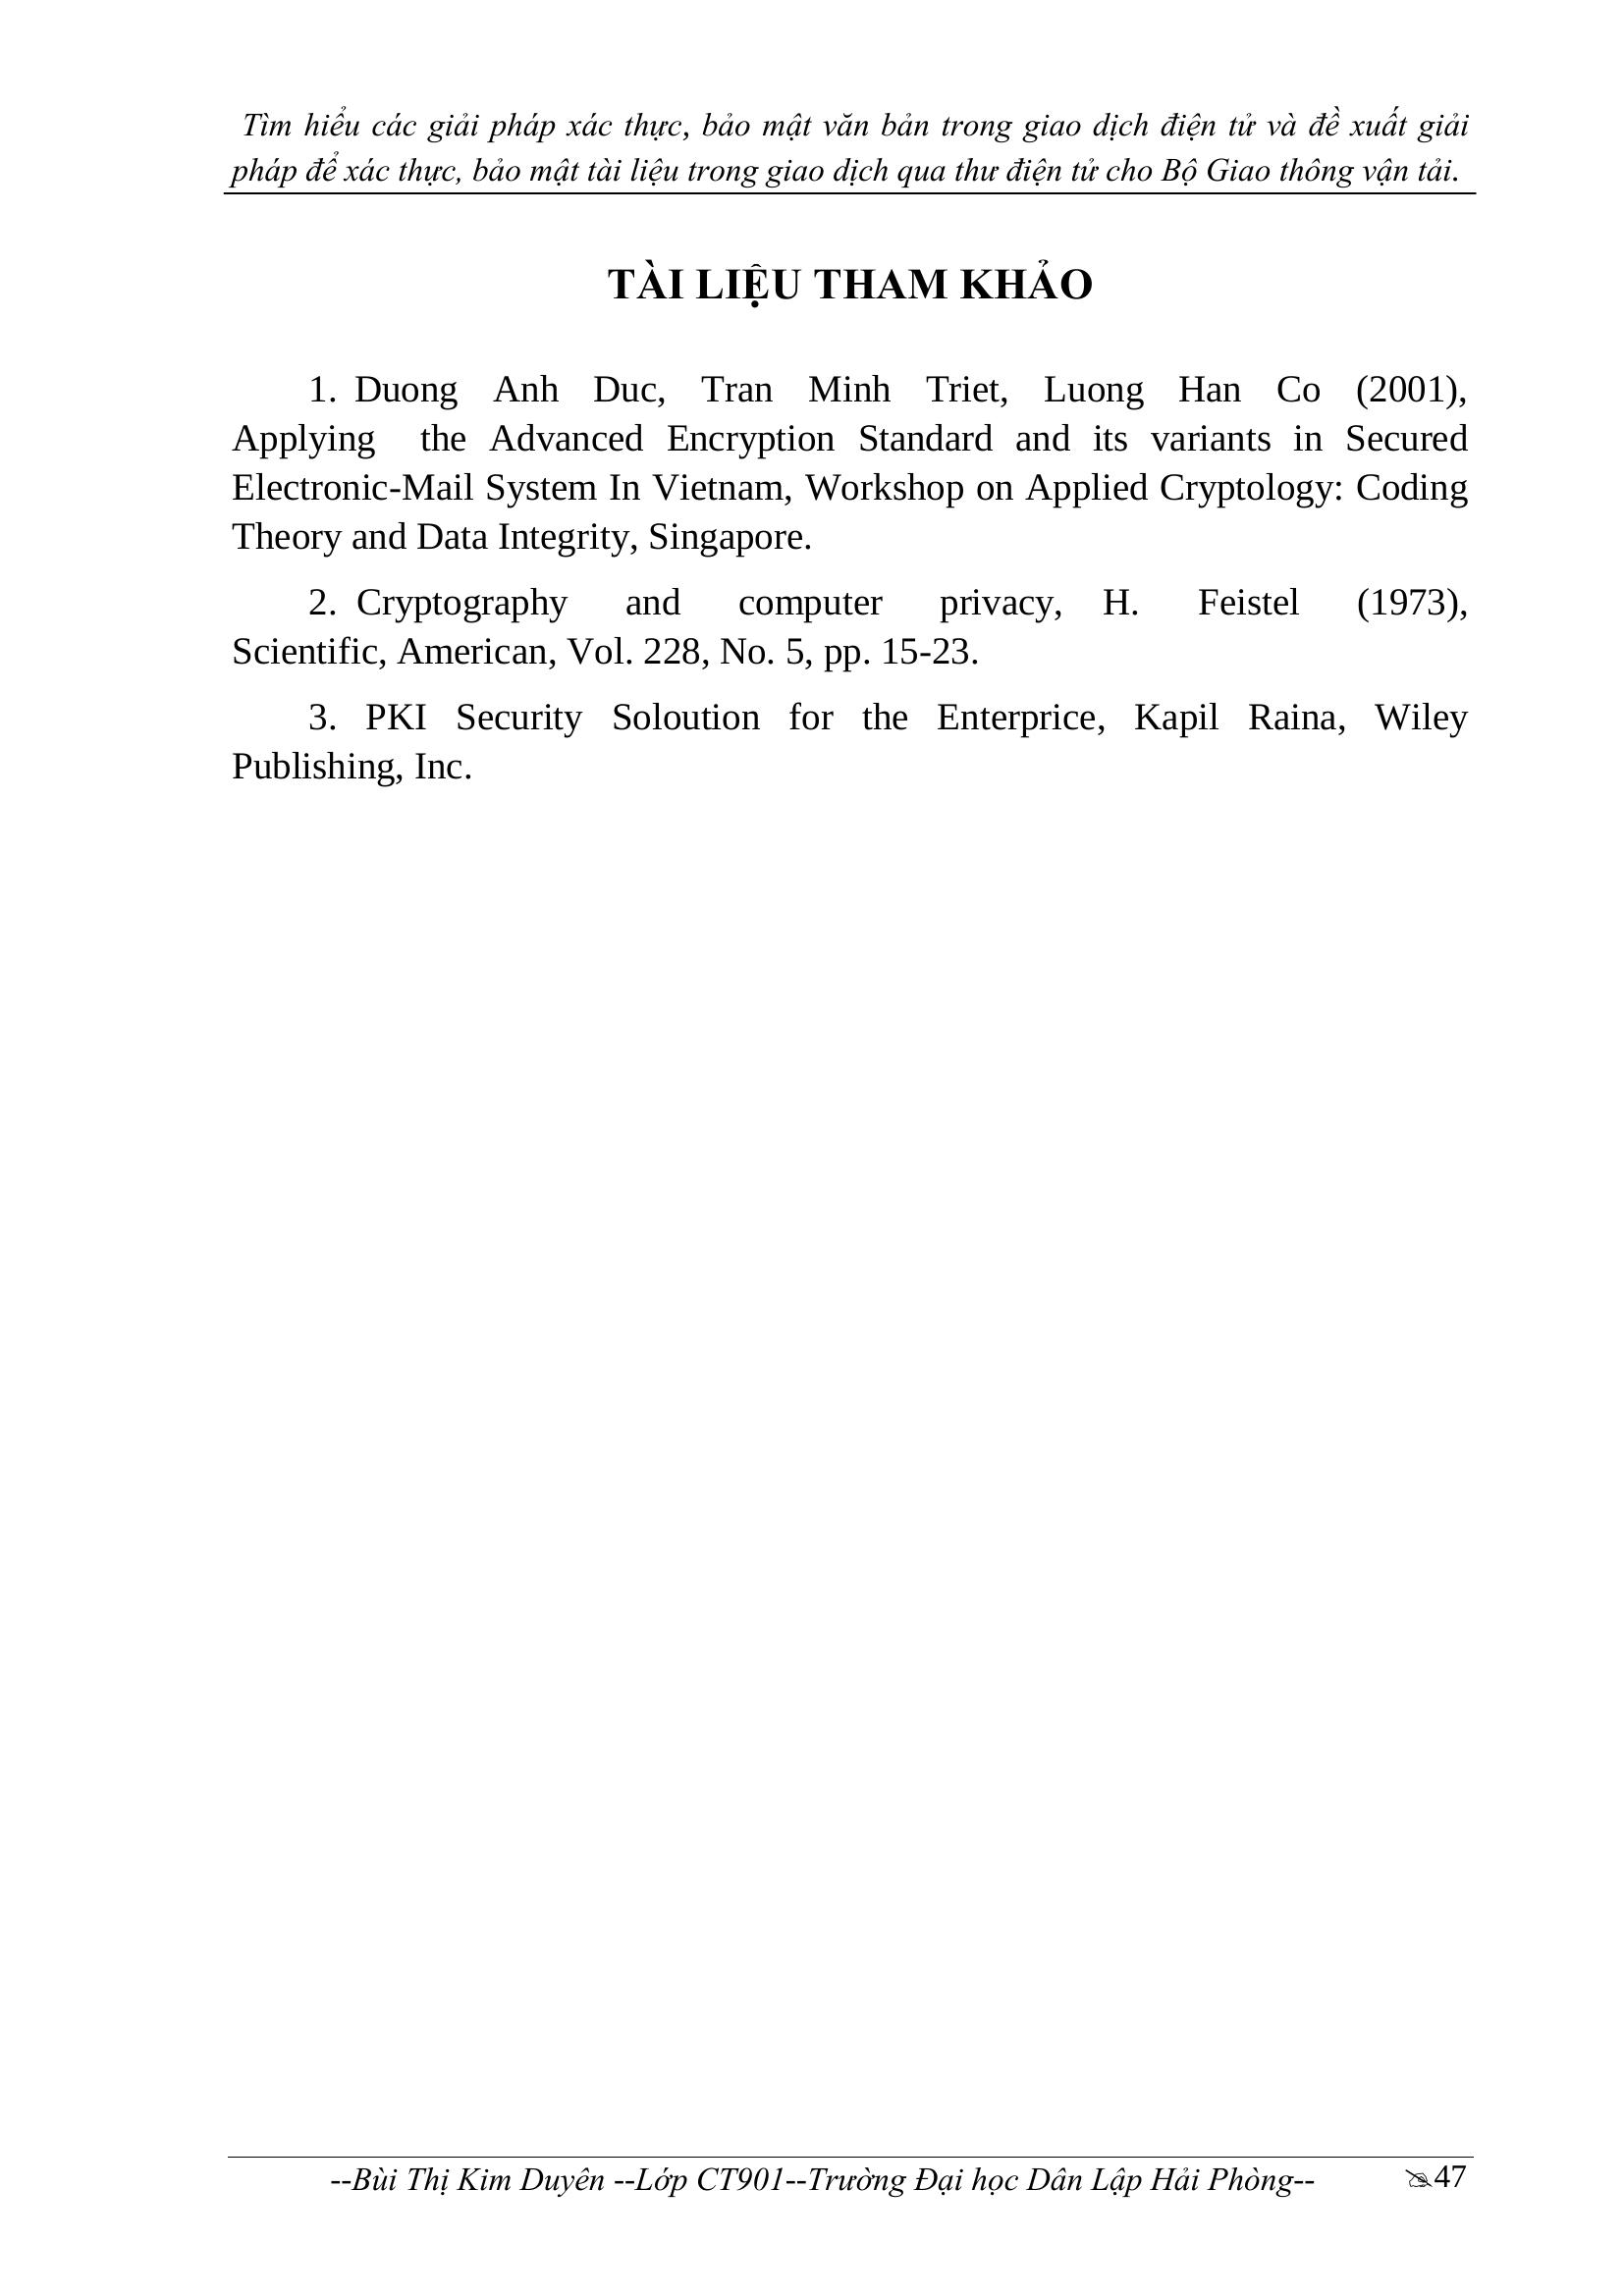 Tìm hiểu các giải pháp xác thực, bảo mật văn bản trong giao dịch điện tử và đề xuất giải
pháp để xác thực, bảo mật tài liệu trong giao dịch qua thư điện tử cho Bộ Giao thông vận tải.
TÀI LIỆU THAM KHẢO
1. Duong Anh Duc, Tran Minh Triet, Luong Han Co (2001),
Applying the Advanced Encryption Standard and its variants in Secured
Electronic-Mail System In Vietnam, Workshop on Applied Cryptology: Coding
Theory and Data Integrity, Singapore.
2. Cryptography and computer privacy, H. Feistel (1973),
Scientific, American, Vol. 228, No. 5, pp. 15-23.
3. PKI Security Soloution for the Enterprice, Kapil Raina, Wiley
Publishing, Inc.
--Bùi Thị Kim Duyên --Lớp CT901--Trường Đại học Dân Lập Hải Phòng-- 47